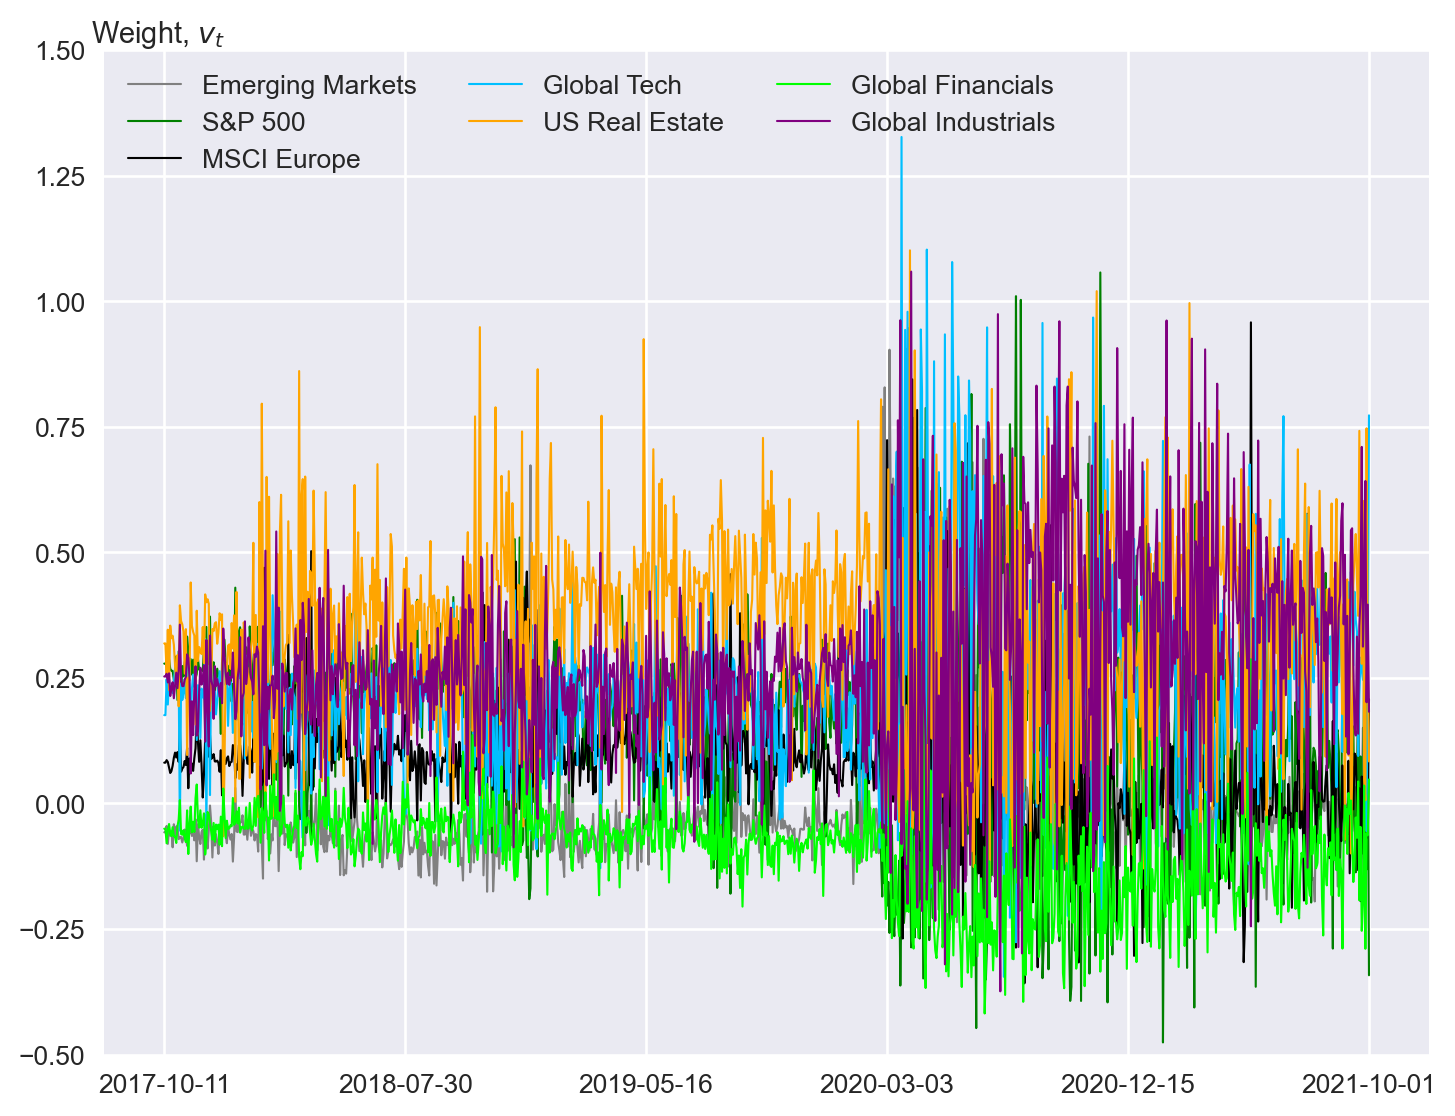 Weight, vₜ
1.50
1.25
1.00
0.75
0.50
0.25
0.00
−0.25
−0.50
Emerging Markets
S&P 500
MSCI Europe
Global Tech
US Real Estate
Global Financials
Global Industrials
2017-10-11 2018-07-30 2019-05-16 2020-03-03 2020-12-15 2021-10-01